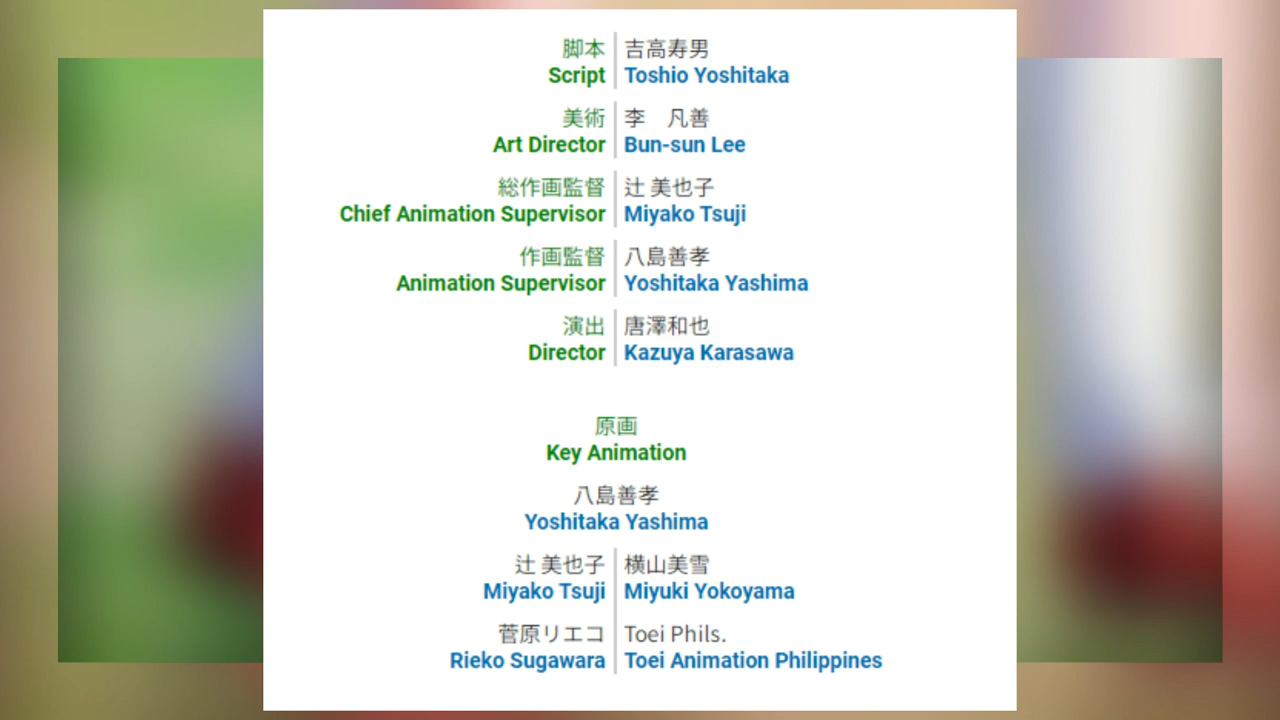 脚本 吉高寿男
Script Toshio Yoshitaka
美術 李　凡善
Art Director Bun-sun Lee
総作画監督 辻 美也子
Chief Animation Supervisor Miyako Tsuji
作画監督 八島善孝
Animation Supervisor Yoshitaka Yashima
演出 唐澤和也
Director Kazuya Karasawa
原画
Key Animation
八島善孝
Yoshitaka Yashima
辻 美也子 横山美雪
Miyako Tsuji Miyuki Yokoyama
菅原リエコ Toei Phils.
Rieko Sugawara Toei Animation Philippines